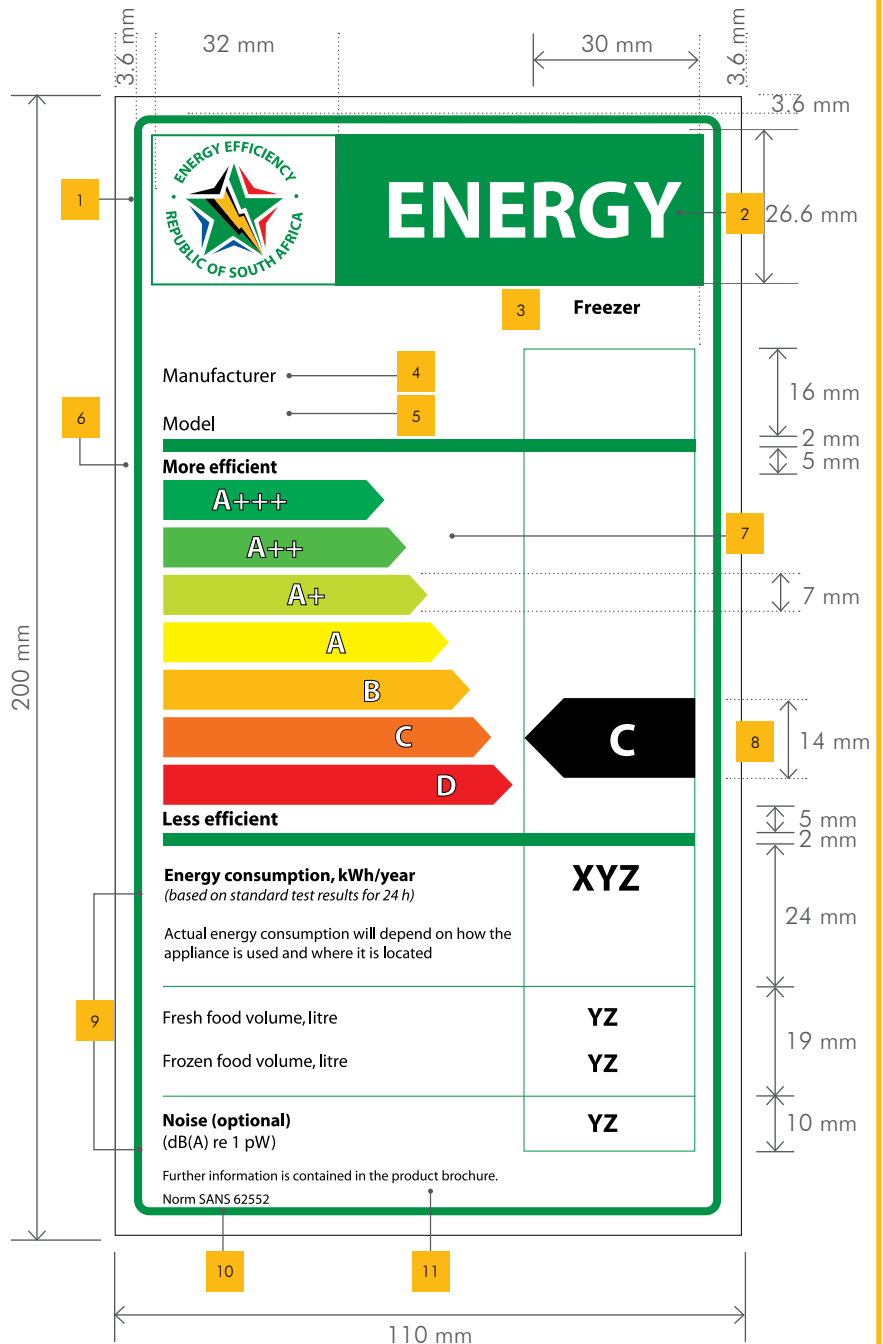 3.6 mm
32 mm
30 mm
3.6 mm
3.6 mm
ENERGY EFFICIENCY
REPUBLIC OF SOUTH AFRICA
ENERGY
1
2
26.6 mm
3
Freezer
Manufacturer
4
16 mm
Model
5
6
2 mm
5 mm
More efficient
A+++
A++
7
A+
7 mm
A
200 mm
B
C
C
8
14 mm
D
Less efficient
5 mm
2 mm
Energy consumption, kWh/year
XYZ
(based on standard test results for 24 h)
24 mm
Actual energy consumption will depend on how the
appliance is used and where it is located
9
Fresh food volume, litre
YZ
19 mm
Frozen food volume, litre
YZ
Noise (optional)
YZ
10 mm
(dB(A) re 1 pW)
Further information is contained in the product brochure.
Norm SANS 62552
10
11
110 mm